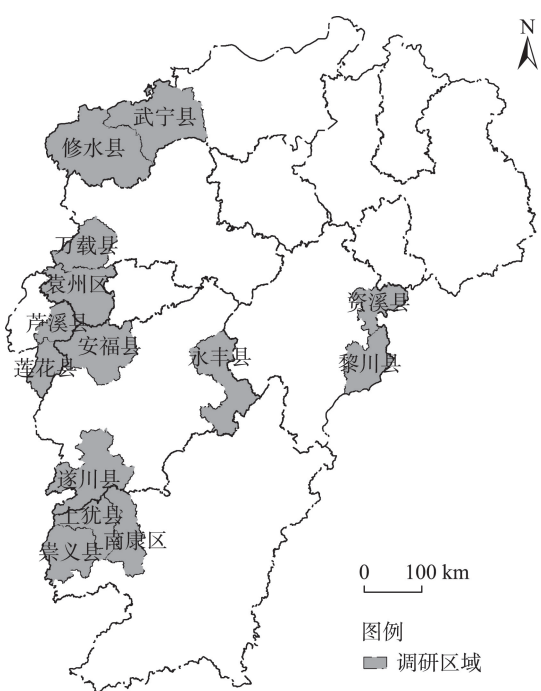 N
武宁县
修水县
万载县
袁州区
芦溪县
安福县
莲花县
永丰县
资溪县
黎川县
遂川县
上犹县
南康区
崇义县
0 100 km
图例
调研区域